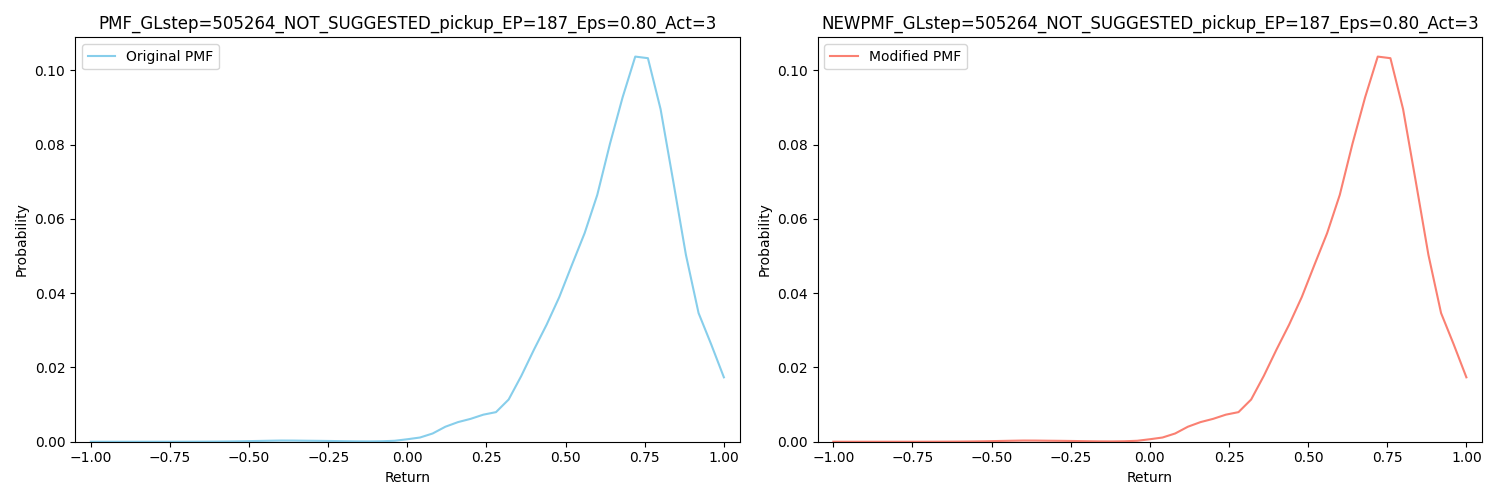 PMF_GLstep=505264_NOT_SUGGESTED_pickup_EP=187_Eps=0.80_Act=3
Original PMF
Probability
0.10
0.08
0.06
0.04
0.02
0.00
−1.00 −0.75 −0.50 −0.25 0.00 0.25 0.50 0.75 1.00
Return
NEWPMF_GLstep=505264_NOT_SUGGESTED_pickup_EP=187_Eps=0.80_Act=3
Modified PMF
Probability
0.10
0.08
0.06
0.04
0.02
0.00
−1.00 −0.75 −0.50 −0.25 0.00 0.25 0.50 0.75 1.00
Return